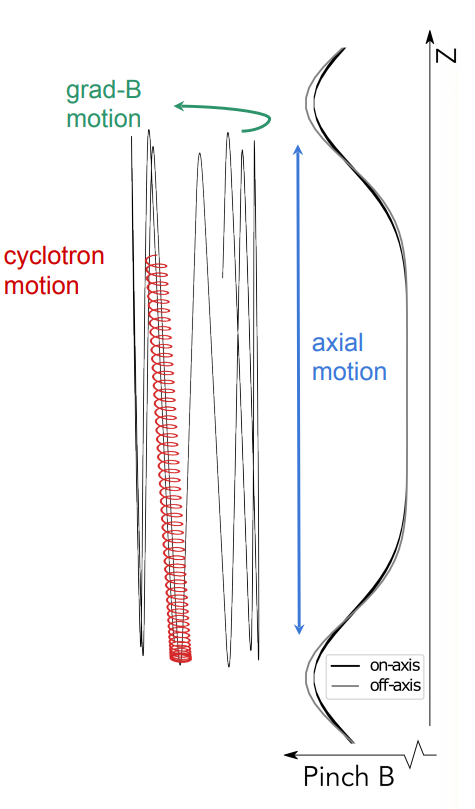 Z
grad-B
motion
cyclotron
motion
axial
motion
on-axis
off-axis
Pinch B